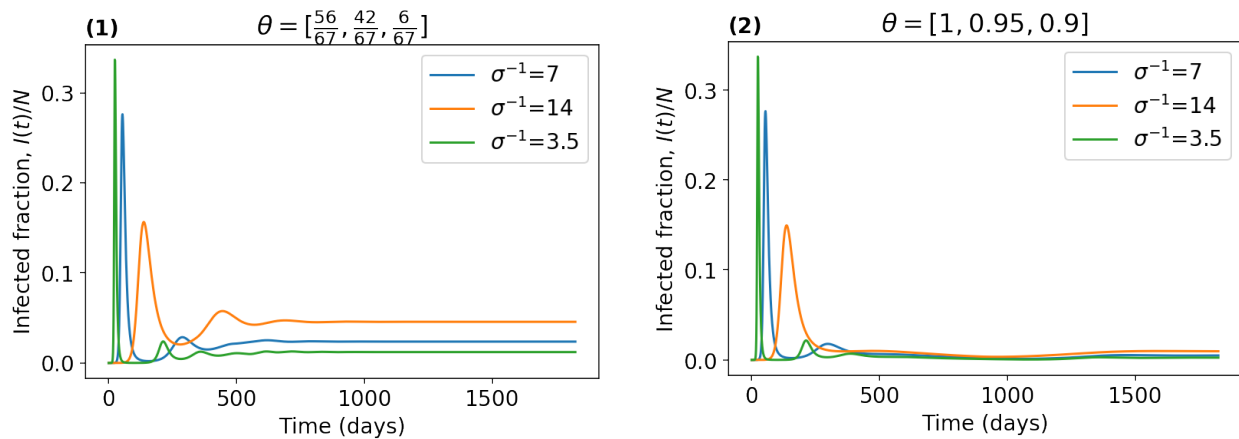 (1) θ = [56/67, 42/67, 6/67]
Infected fraction, I(t)/N
0.3
0.2
0.1
0.0
σ⁻¹=7
σ⁻¹=14
σ⁻¹=3.5
0 500 1000 1500
Time (days)
(2) θ = [1, 0.95, 0.9]
Infected fraction, I(t)/N
0.3
0.2
0.1
0.0
σ⁻¹=7
σ⁻¹=14
σ⁻¹=3.5
0 500 1000 1500
Time (days)